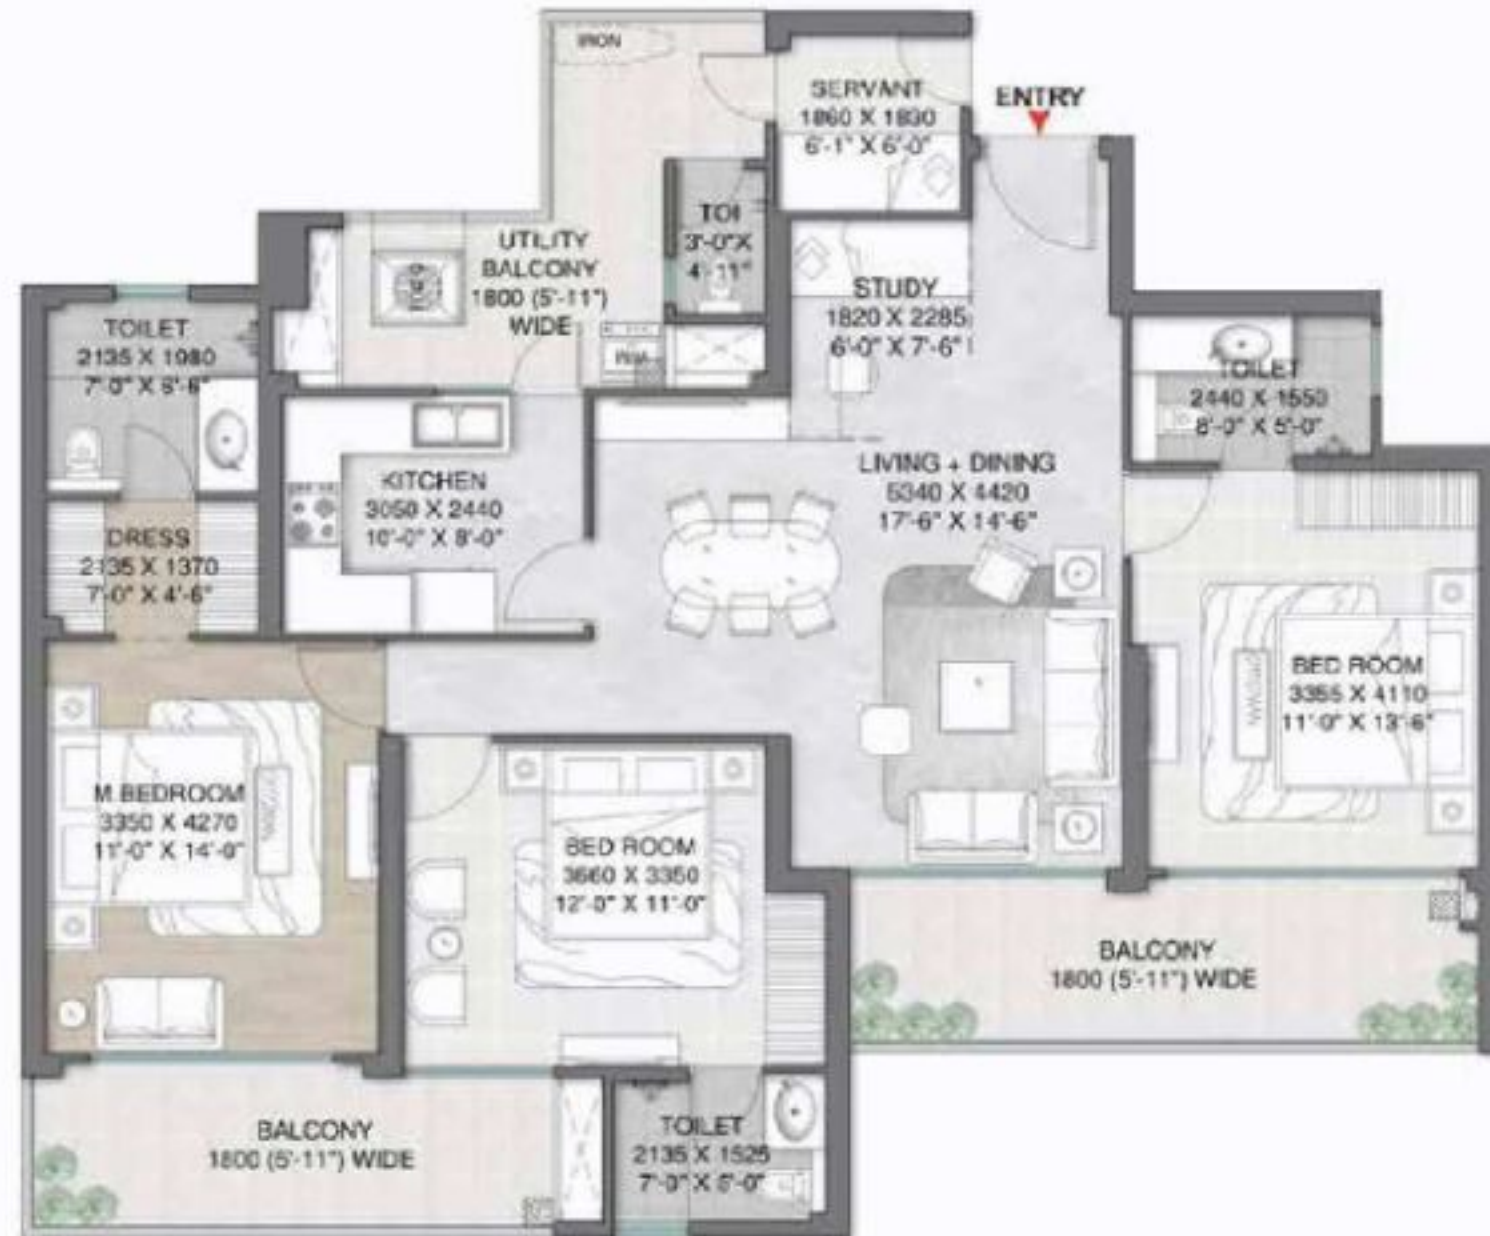 IRON
SERVANT
1860 X 1830
6'-1" X 6'-0"
ENTRY
TOI
3'-0"X
4'-11"
UTILITY
BALCONY
1800 (5'-11")
WIDE
STUDY
1820 X 2285
6'-0" X 7'-6"
TOILET
2135 X 1980
7'-0" X 6'-6"
TOILET
2440 X 1550
8'-0" X 5'-0"
KITCHEN
3050 X 2440
10'-0" X 8'-0"
LIVING + DINING
5340 X 4420
17'-6" X 14'-6"
DRESS
2135 X 1370
7'-0" X 4'-6"
BED ROOM
3355 X 4110
11'-0" X 13'-6"
M.BEDROOM
3350 X 4270
11'-0" X 14'-0"
BED ROOM
3660 X 3350
12'-0" X 11'-0"
BALCONY
1800 (5'-11") WIDE
BALCONY
1800 (5'-11") WIDE
TOILET
2135 X 1525
7'-0" X 5'-0"